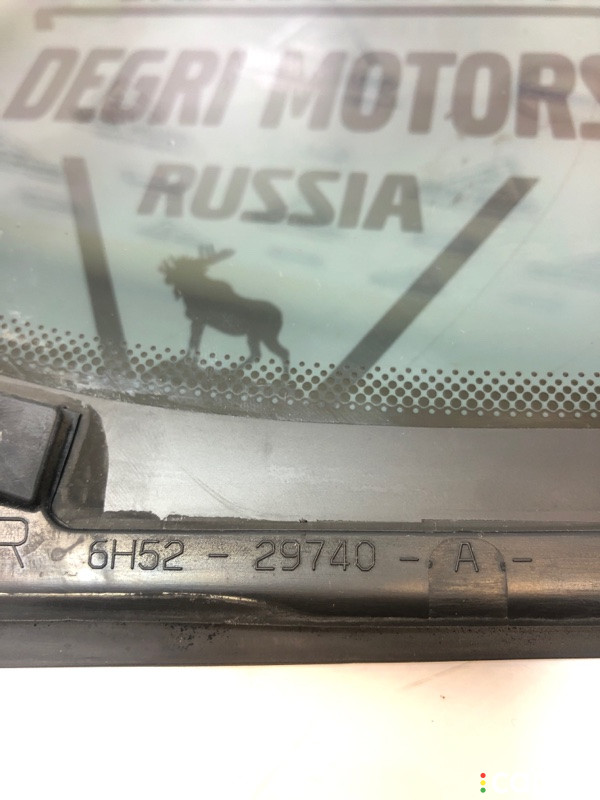 DEGRI MOTORS
RUSSIA
R 6H52 - 29740 - A -